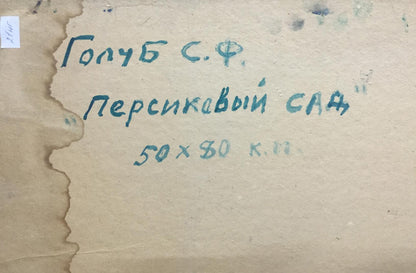 Голуб С.Ф.
"Персиковый САД"
50 x 80 к.м.